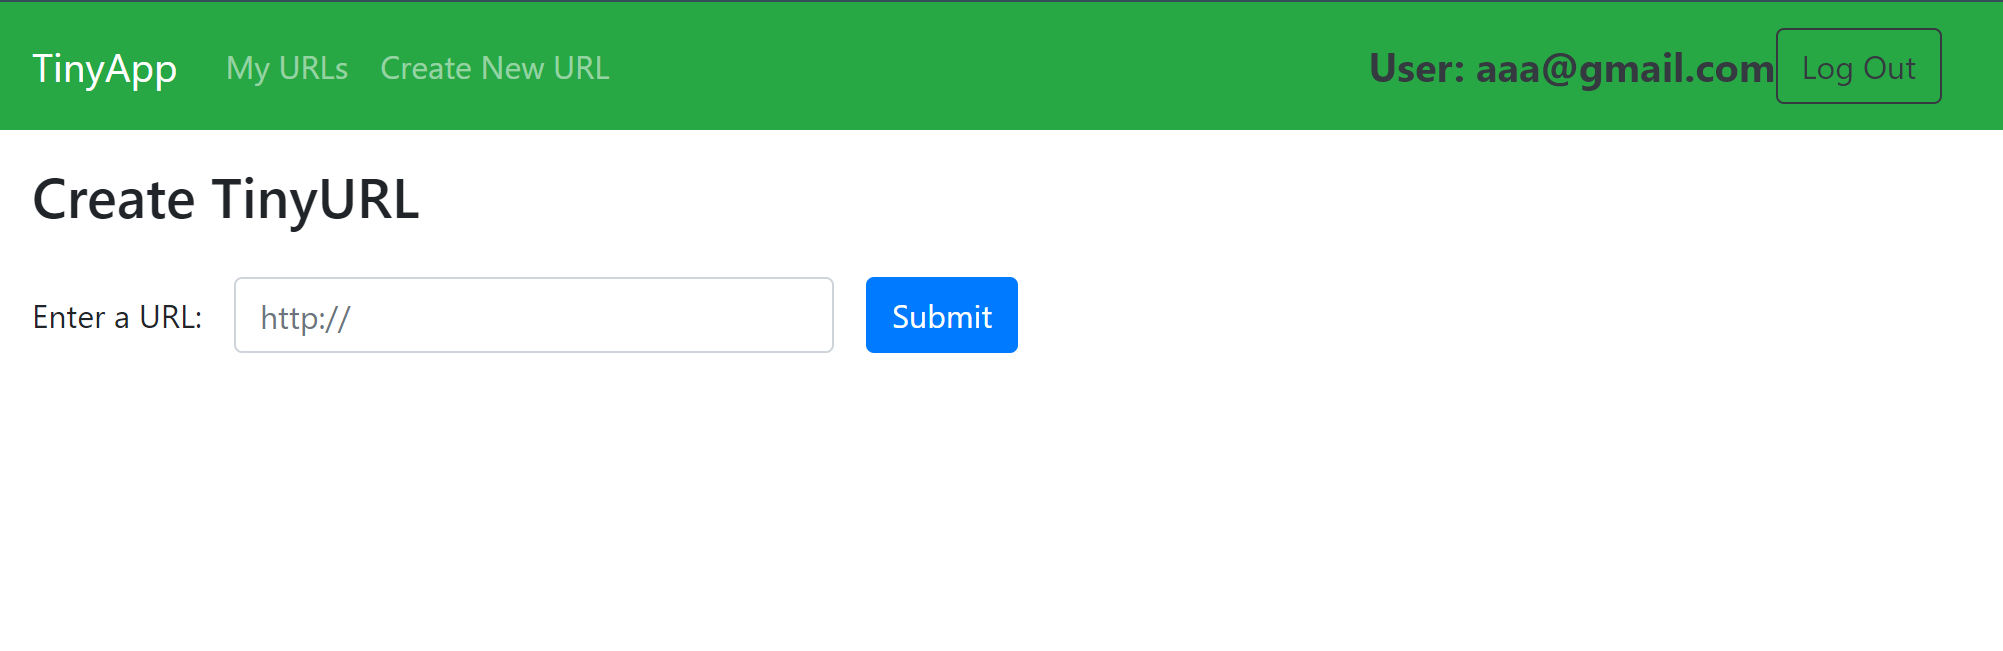 TinyApp My URLs Create New URL User: aaa@gmail.com Log Out
Create TinyURL
Enter a URL: http:// Submit